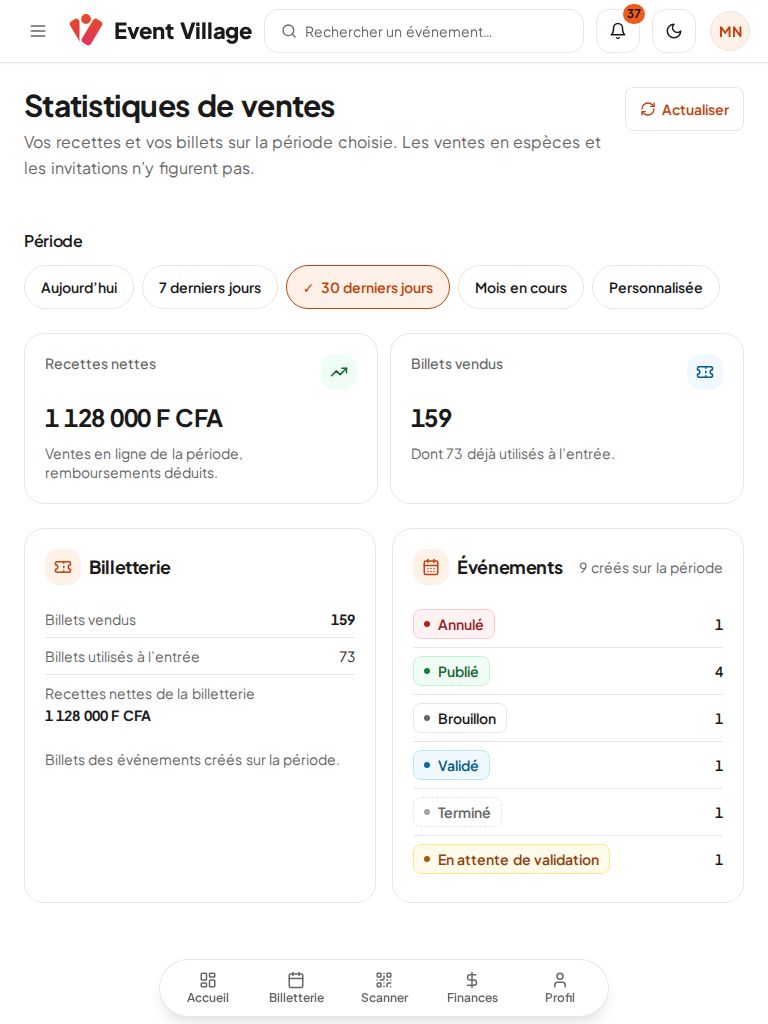 Event Village
Rechercher un événement...
37
MN
Statistiques de ventes
Actualiser
Vos recettes et vos billets sur la période choisie. Les ventes en espèces et
les invitations n'y figurent pas.
Période
Aujourd'hui
7 derniers jours
✓ 30 derniers jours
Mois en cours
Personnalisée
Recettes nettes
1 128 000 F CFA
Ventes en ligne de la période,
remboursements déduits.
Billets vendus
159
Dont 73 déjà utilisés à l'entrée.
Billetterie
Billets vendus 159
Billets utilisés à l'entrée 73
Recettes nettes de la billetterie
1 128 000 F CFA
Billets des événements créés sur la période.
Événements 9 créés sur la période
Annulé 1
Publié 4
Brouillon 1
Validé 1
Terminé 1
En attente de validation 1
Accueil
Billetterie
Scanner
Finances
Profil